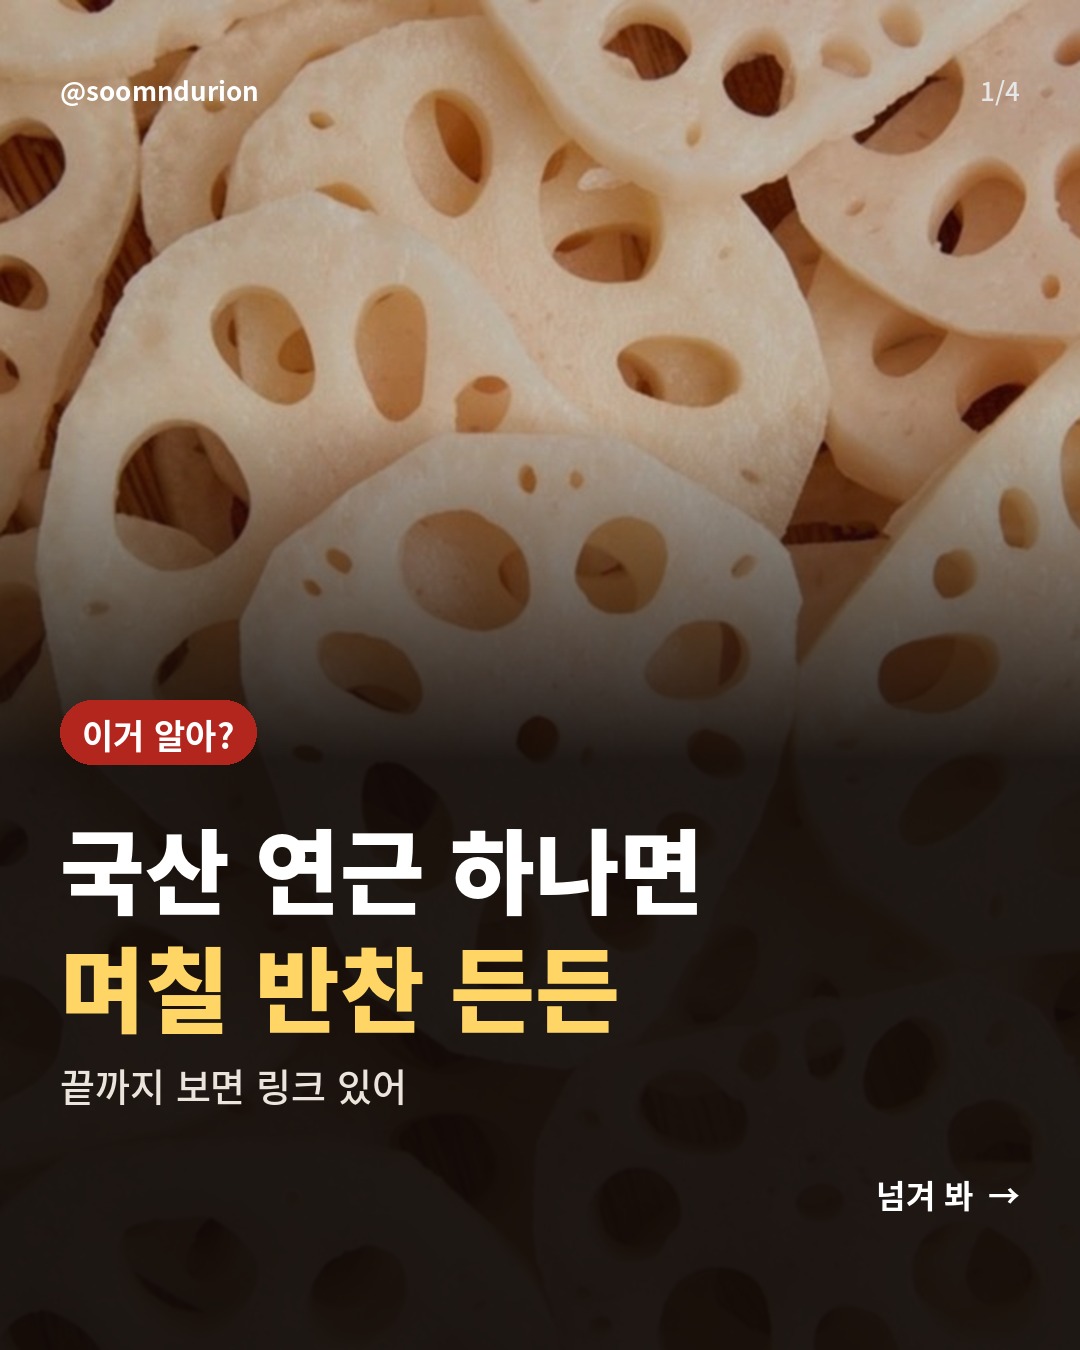 @soomndurion
1/4
이거 알아?
국산 연근 하나면
며칠 반찬 든든
끝까지 보면 링크 있어
넘겨 봐 →